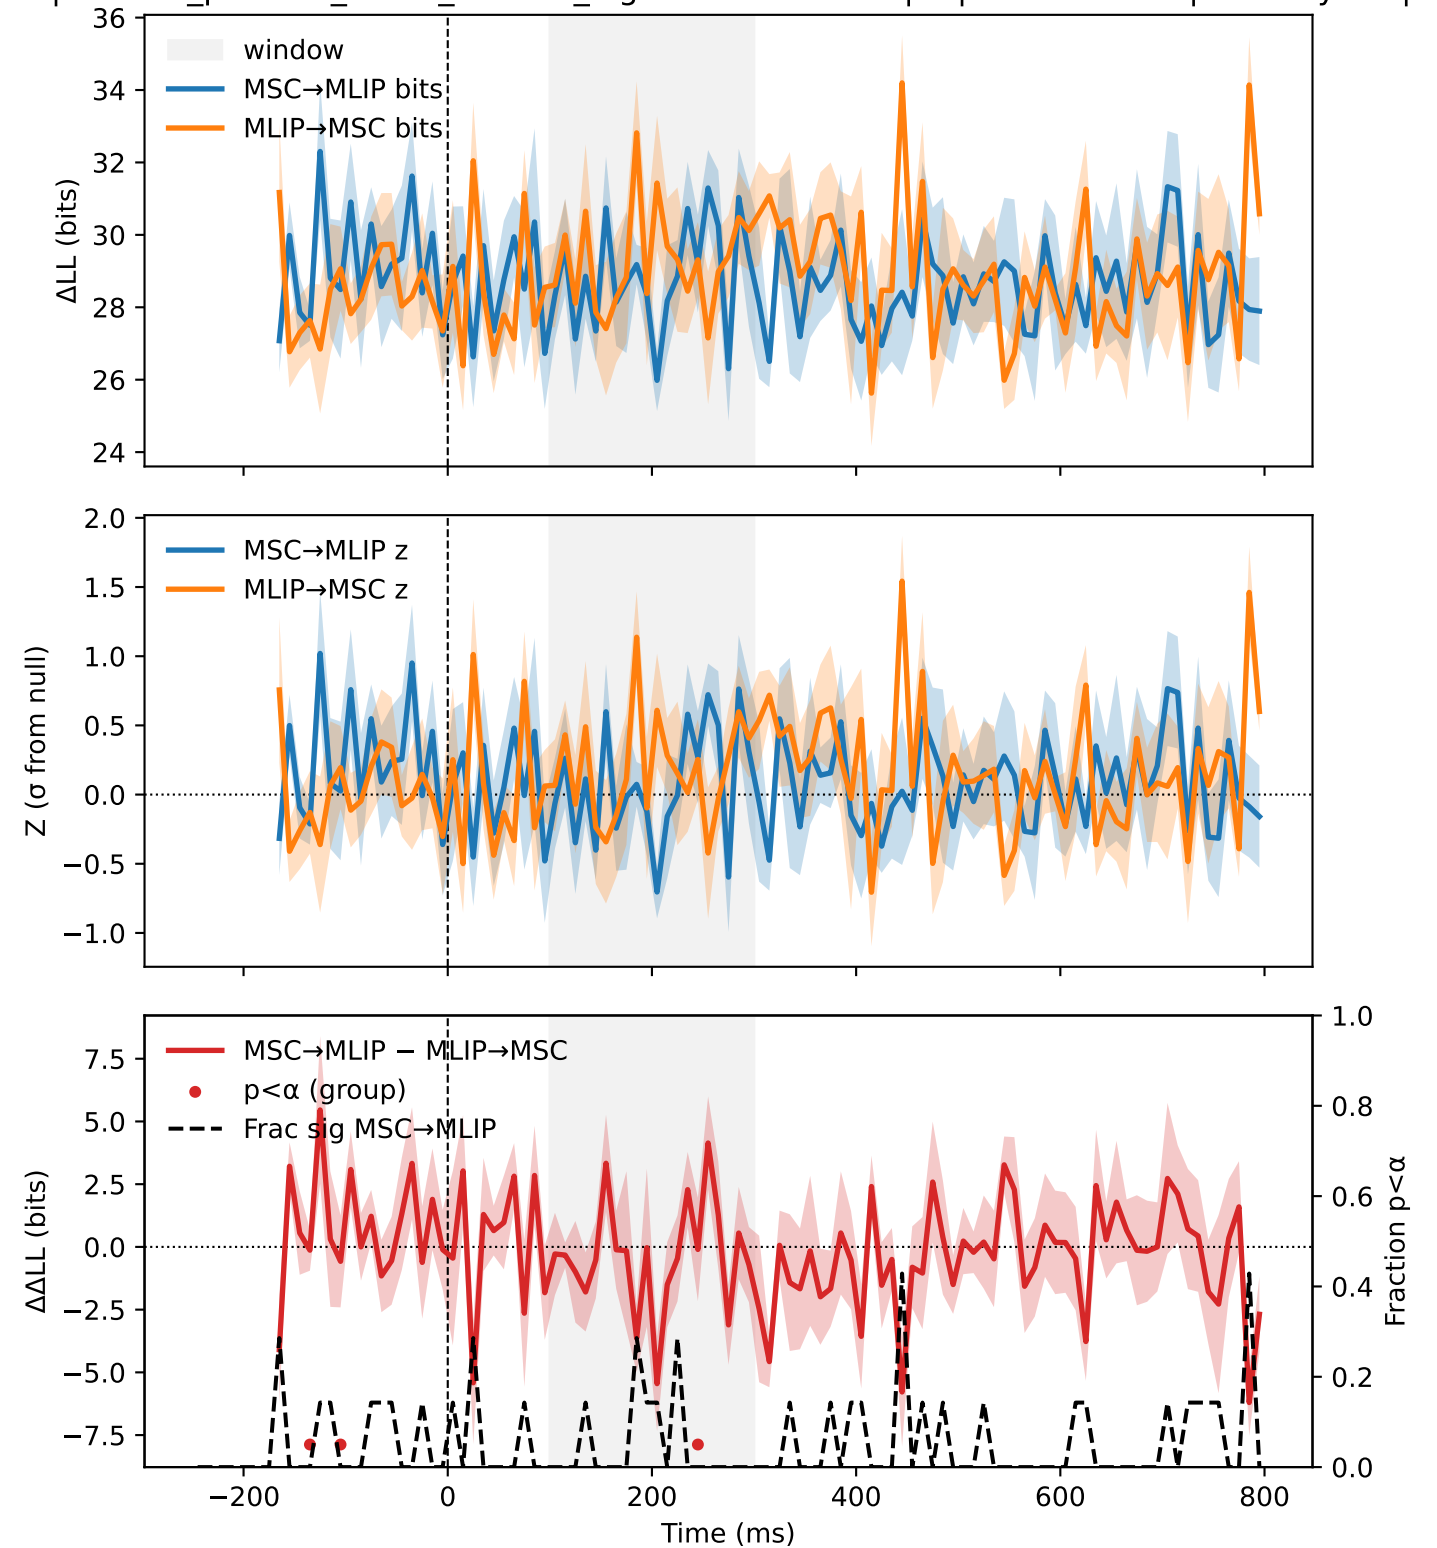 36
34
32
30
28
26
24
ΔLL (bits)
window
MSC→MLIP bits
MLIP→MSC bits
2.0
1.5
1.0
0.5
0.0
−0.5
−1.0
Z (σ from null)
MSC→MLIP z
MLIP→MSC z
7.5
5.0
2.5
0.0
−2.5
−5.0
−7.5
ΔΔLL (bits)
MSC→MLIP − MLIP→MSC
p<α (group)
Frac sig MSC→MLIP
1.0
0.8
0.6
0.4
0.2
0.0
Fraction p<α
−200 0 200 400 600 800
Time (ms)